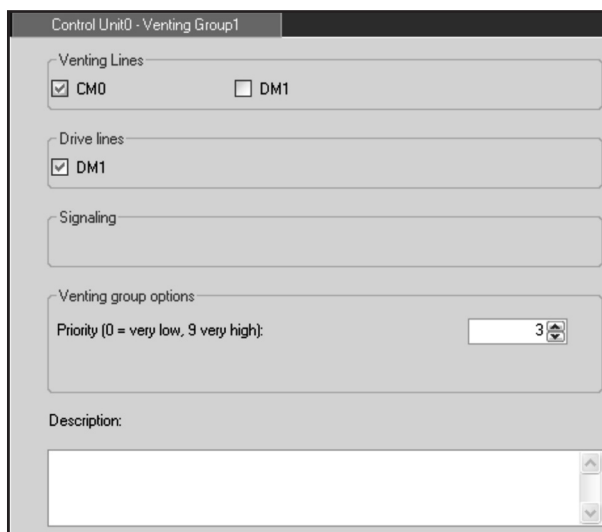 Control Unit0 - Venting Group1
Venting Lines
CM0 DM1
Drive lines
DM1
Signaling
Venting group options
Priority (0 = very low, 9 very high): 3
Description: